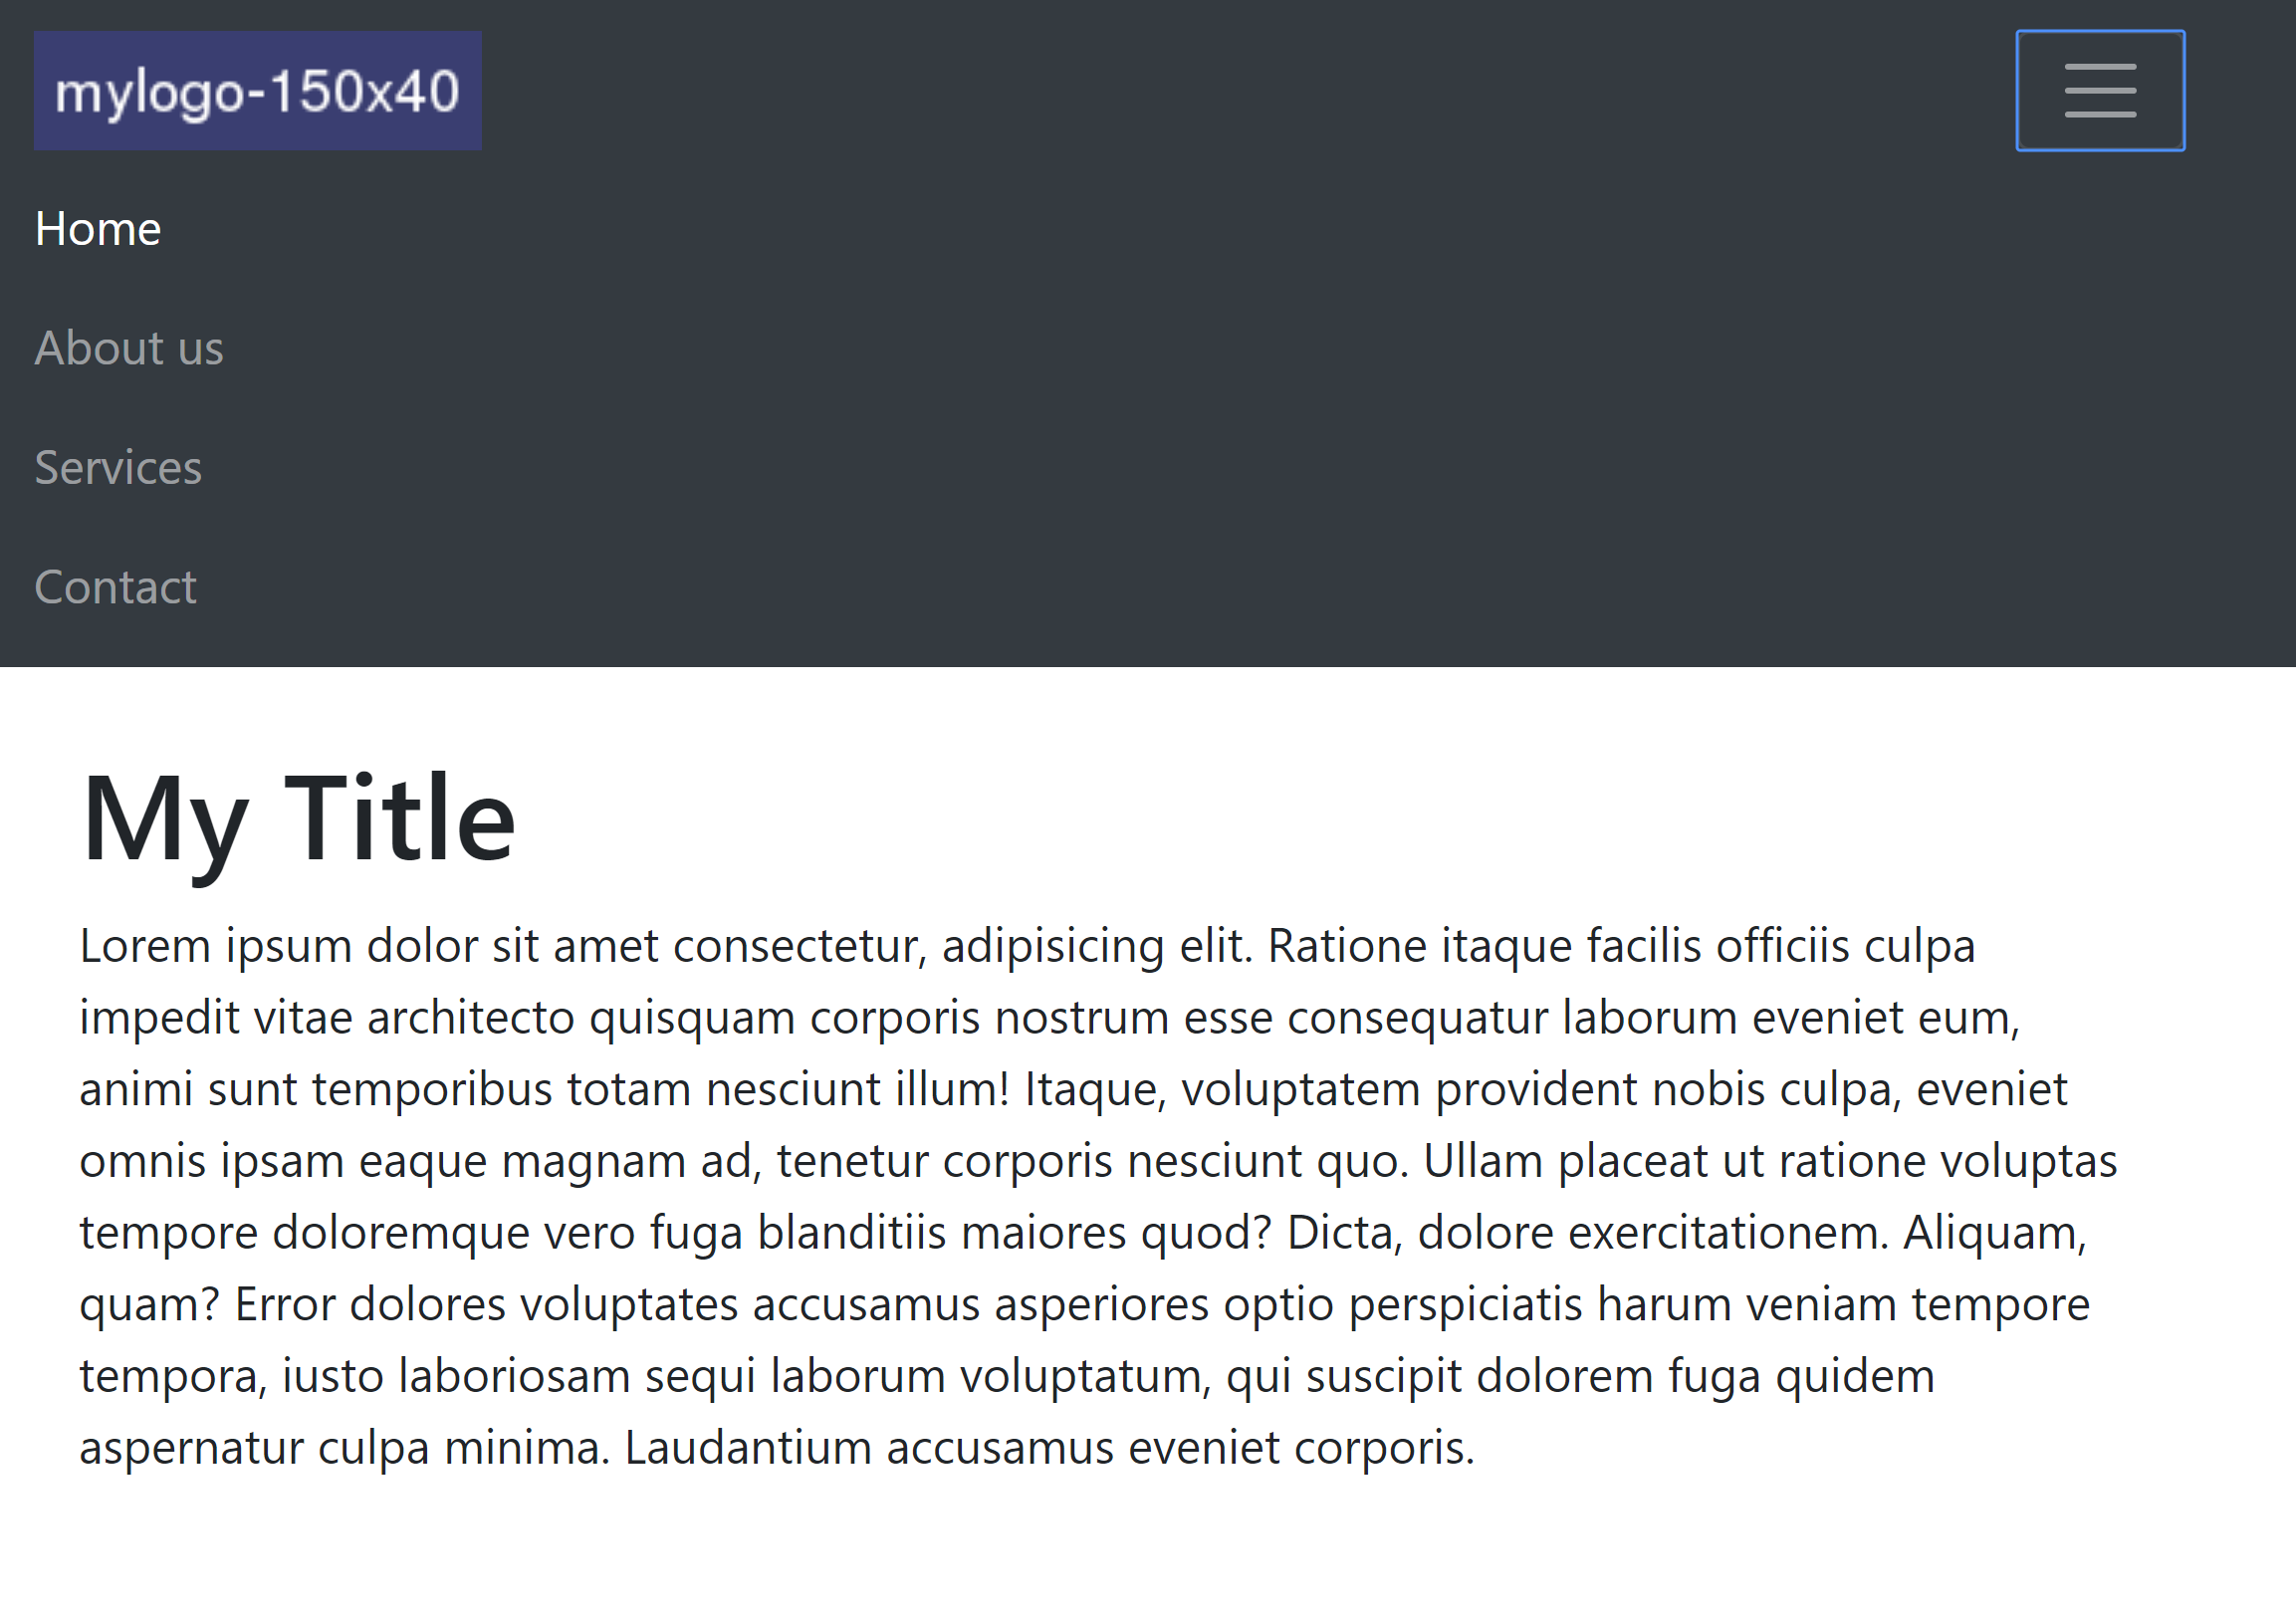 mylogo-150x40
Home
About us
Services
Contact
My Title
Lorem ipsum dolor sit amet consectetur, adipisicing elit. Ratione itaque facilis officiis culpa
impedit vitae architecto quisquam corporis nostrum esse consequatur laborum eveniet eum,
animi sunt temporibus totam nesciunt illum! Itaque, voluptatem provident nobis culpa, eveniet
omnis ipsam eaque magnam ad, tenetur corporis nesciunt quo. Ullam placeat ut ratione voluptas
tempore doloremque vero fuga blanditiis maiores quod? Dicta, dolore exercitationem. Aliquam,
quam? Error dolores voluptates accusamus asperiores optio perspiciatis harum veniam tempore
tempora, iusto laboriosam sequi laborum voluptatum, qui suscipit dolorem fuga quidem
aspernatur culpa minima. Laudantium accusamus eveniet corporis.